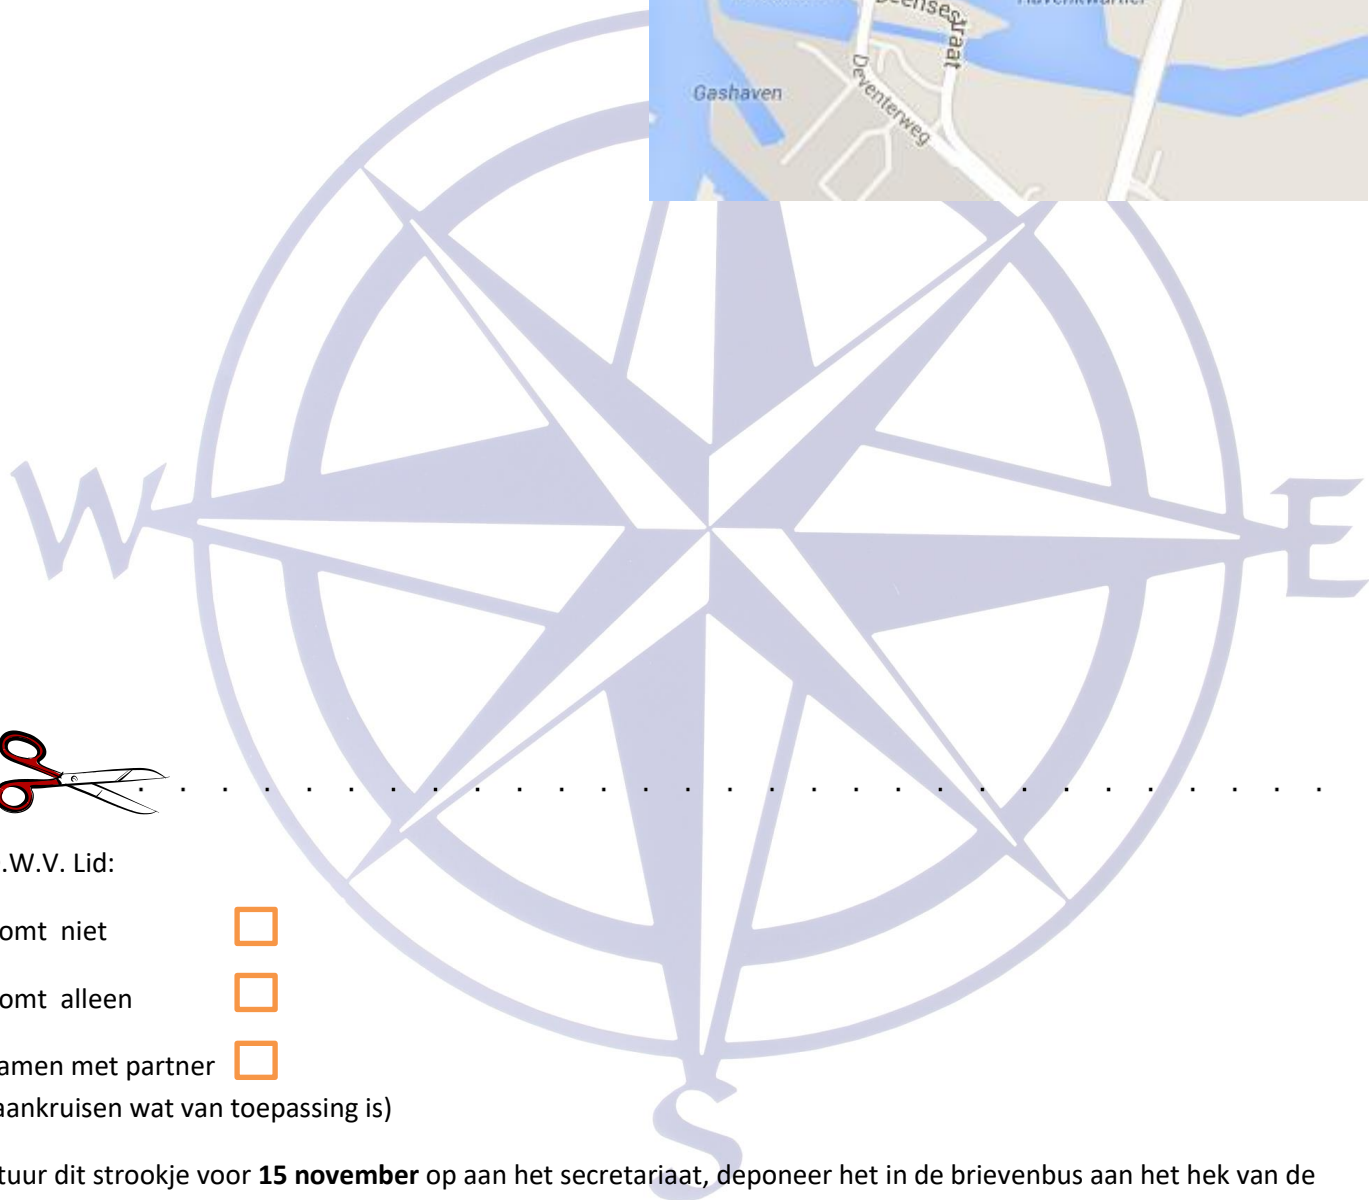 Gashaven
Deventerweg
W
E
.W.V. Lid:
omt niet
omt alleen
amen met partner
aankruisen wat van toepassing is)
S
tuur dit strookje voor 15 november op aan het secretariaat, deponeer het in de brievenbus aan het hek van de